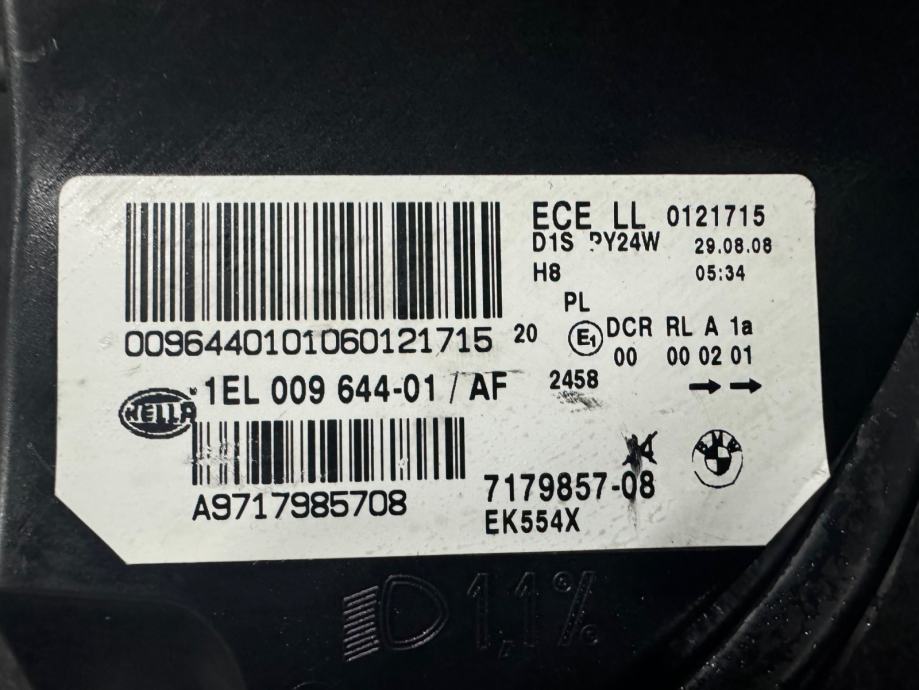 ECE LL 0121715
D1S PY24W 29.08.08
H8 05:34
PL
0096440101060121715 20
E1 DCR RL A 1a
00 00 02 01
HELLA 1EL 009 644-01 / AF 2458
BMW
7179857-08
A9717985708
EK554X
1,1%